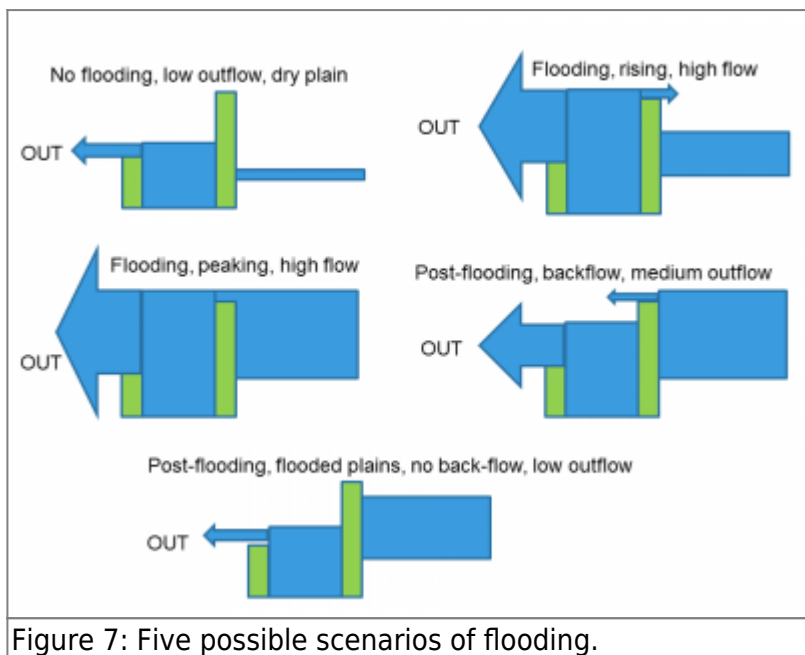 No flooding, low outflow, dry plain
OUT
Flooding, rising, high flow
OUT
Flooding, peaking, high flow
OUT
Post-flooding, backflow, medium outflow
OUT
Post-flooding, flooded plains, no back-flow, low outflow
OUT
Figure 7: Five possible scenarios of flooding.